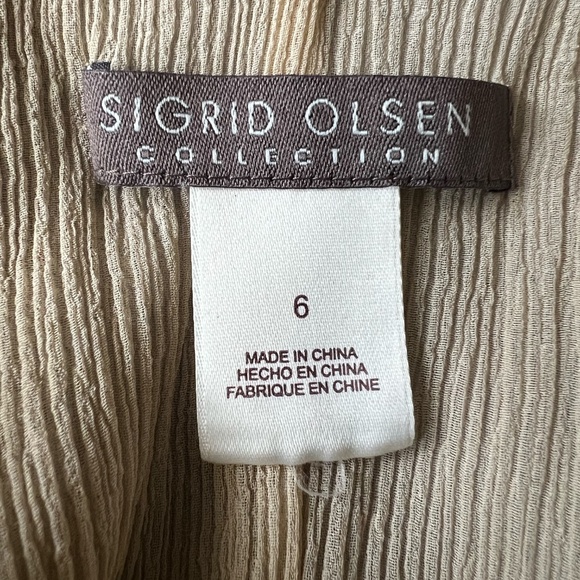 SIGRID OLSEN
COLLECTION
6
MADE IN CHINA
HECHO EN CHINA
FABRIQUE EN CHINE